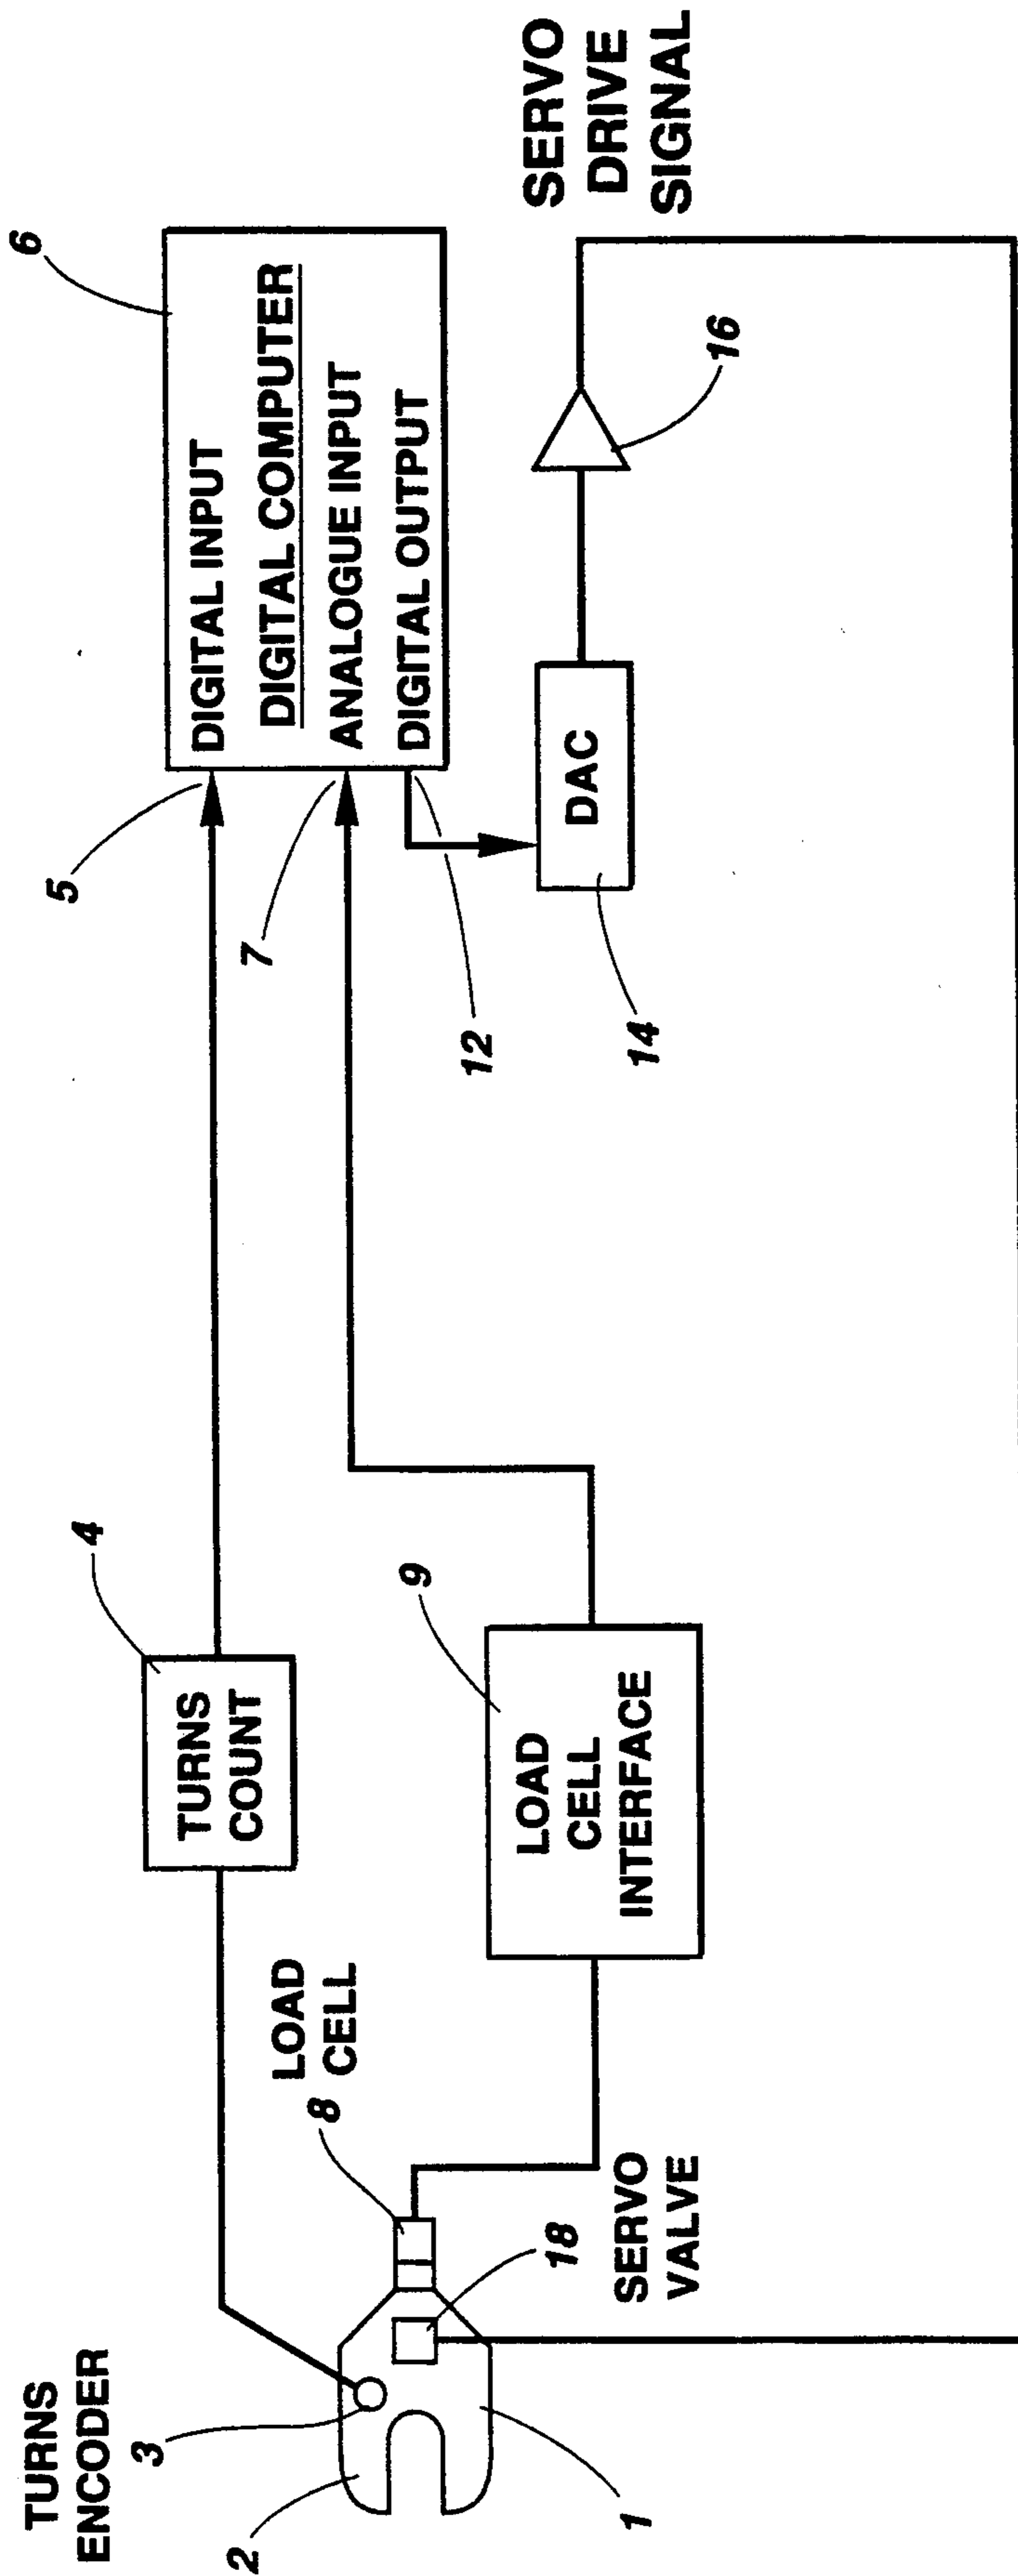 TURNS
ENCODER
3
2
1
LOAD
CELL
8
18
SERVO
VALVE
4
TURNS
COUNT
9
LOAD
CELL
INTERFACE
5
7
12
6
DIGITAL INPUT
DIGITAL COMPUTER
ANALOGUE INPUT
DIGITAL OUTPUT
DAC
14
16
SERVO
DRIVE
SIGNAL